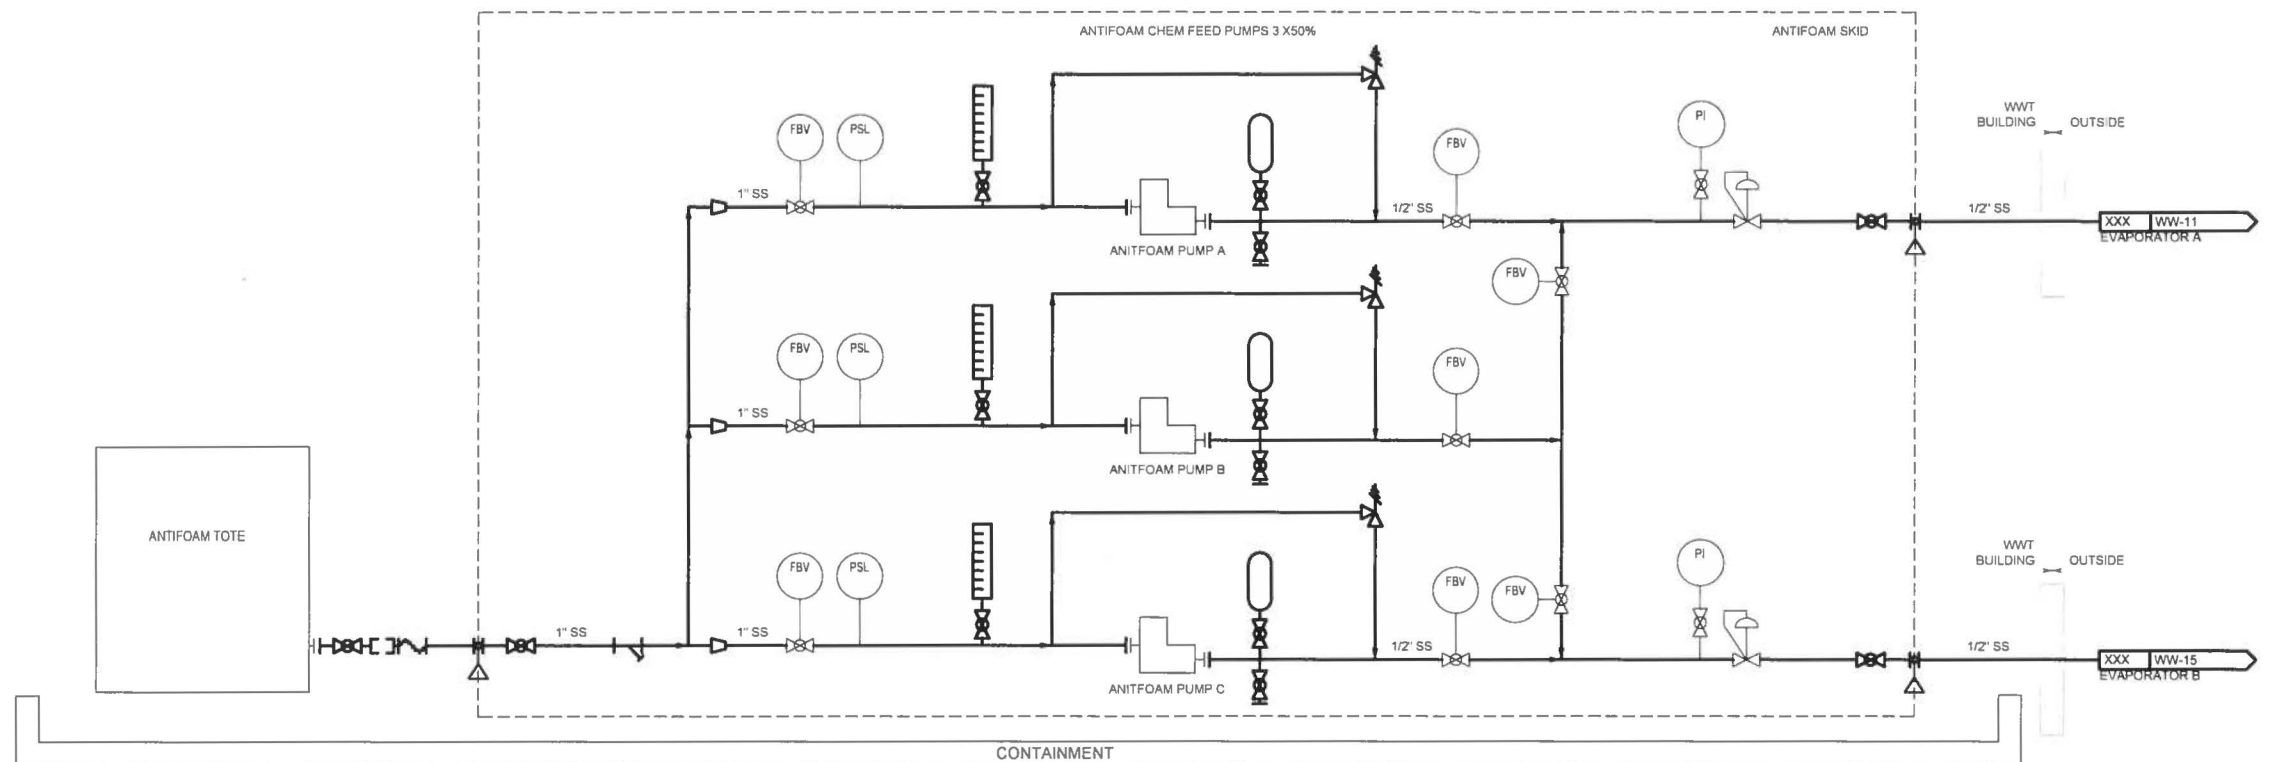 ANTIFOAM CHEM FEED PUMPS 3 X50%
ANTIFOAM SKID
WWT
BUILDING
OUTSIDE
FBV
PSL
FBV
PI
1" SS
1/2" SS
1/2" SS
XXX
WW-11
EVAPORATOR A
ANITFOAM PUMP A
FBV
FBV
PSL
FBV
1" SS
ANITFOAM PUMP B
ANTIFOAM TOTE
FBV
PSL
FBV
FBV
PI
WWT
BUILDING
OUTSIDE
1" SS
1" SS
1/2" SS
1/2" SS
XXX
WW-15
EVAPORATOR B
ANITFOAM PUMP C
CONTAINMENT